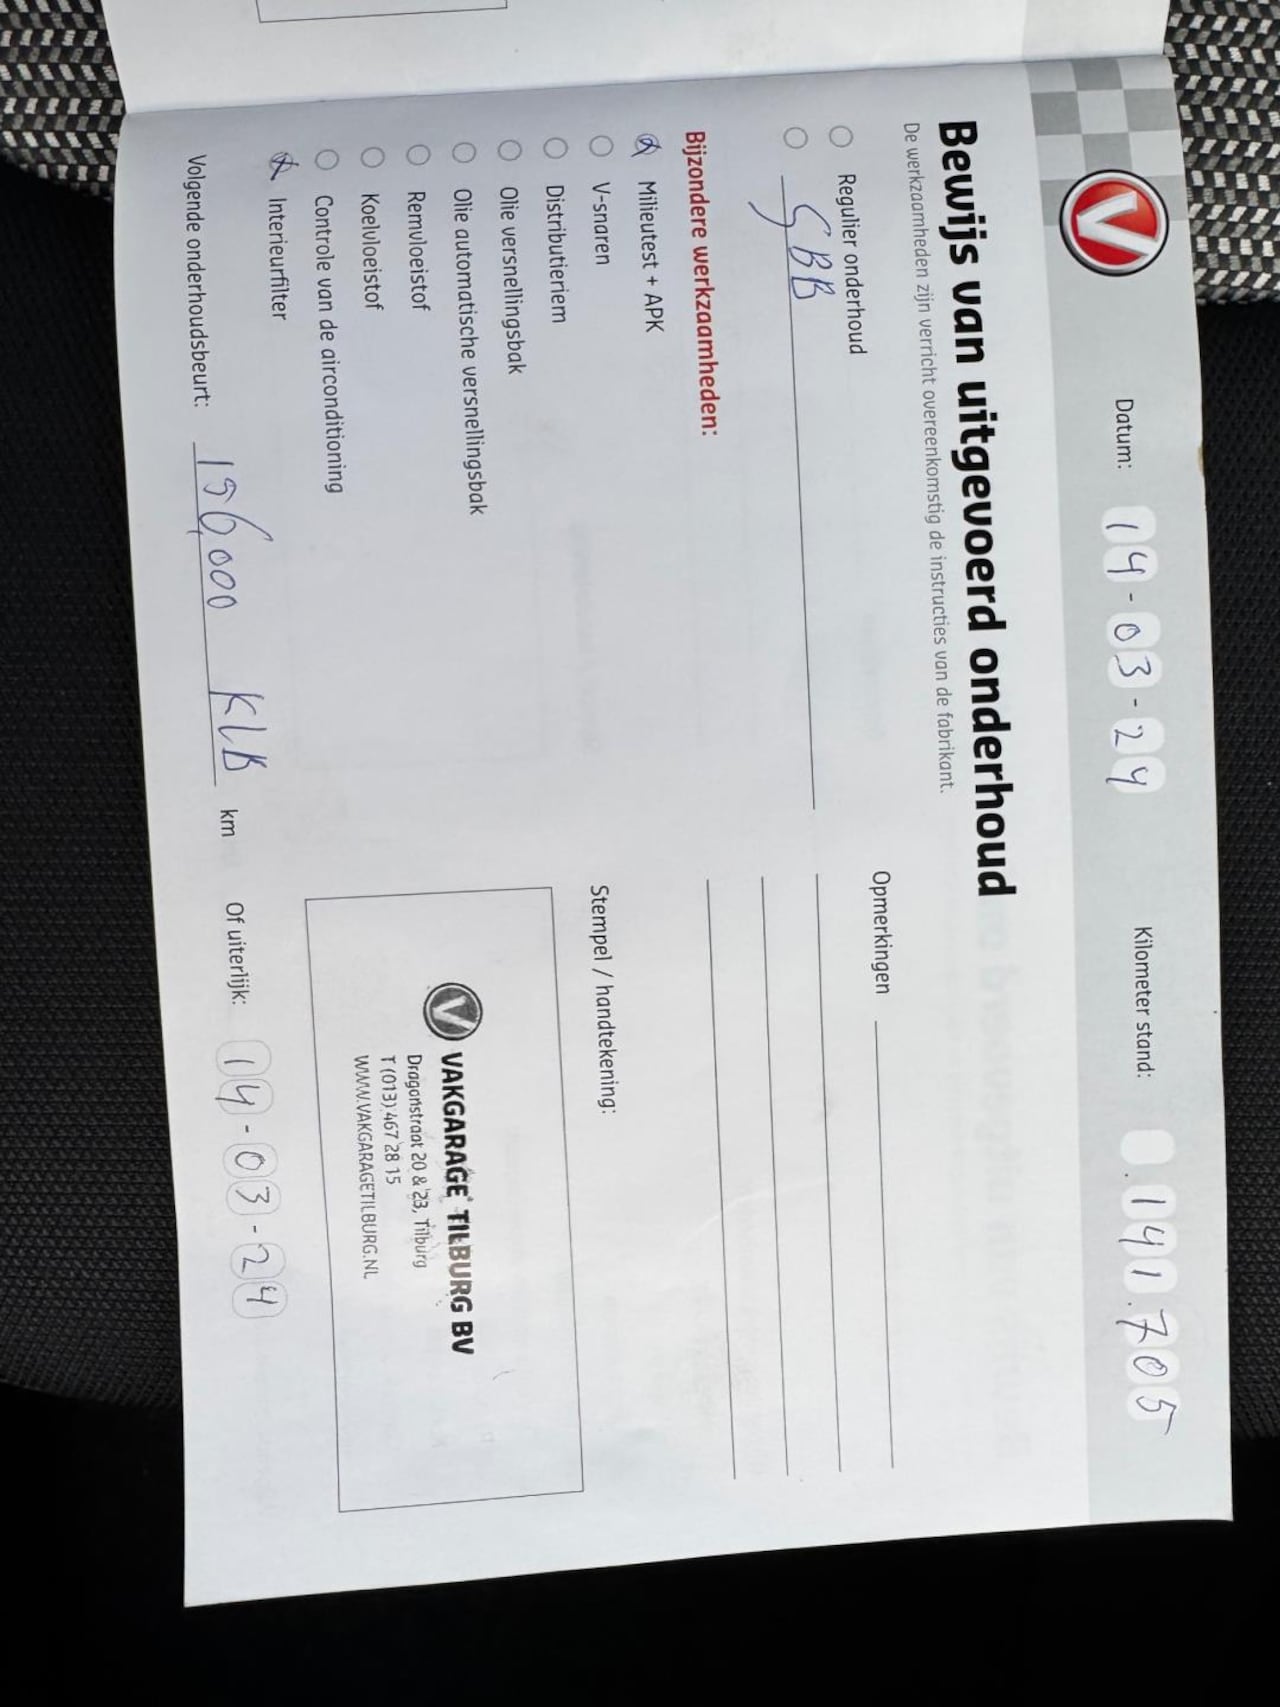 Datum: 14-03-24 Kilometer stand: .141.705
Bewijs van uitgevoerd onderhoud
De werkzaamheden zijn verricht overeenkomstig de instructies van de fabrikant.
Regulier onderhoud
GBB
Opmerkingen
Bijzondere werkzaamheden:
Milieutest + APK
V-snaren
Distributieriem
Olie versnellingsbak
Olie automatische versnellingsbak
Remvloeistof
Koelvloeistof
Controle van de airconditioning
Interieurfilter
Stempel / handtekening:
V VAKGARAGE TILBURG BV
Dragonstraat 20 & 23, Tilburg
T (013) 467 28 15
WWW.VAKGARAGETILBURG.NL
Volgende onderhoudsbeurt: 156,000 KLB km Of uiterlijk: 14-03-24